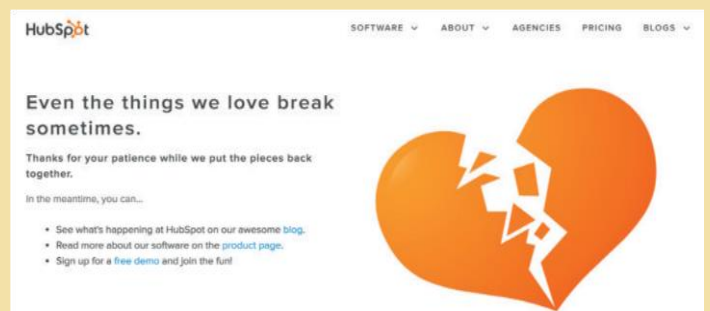 HubSpot
SOFTWARE ABOUT AGENCIES PRICING BLOGS
Even the things we love break
sometimes.
Thanks for your patience while we put the pieces back
together.
In the meantime, you can...
• See what's happening at HubSpot on our awesome blog.
• Read more about our software on the product page.
• Sign up for a free demo and join the fun!